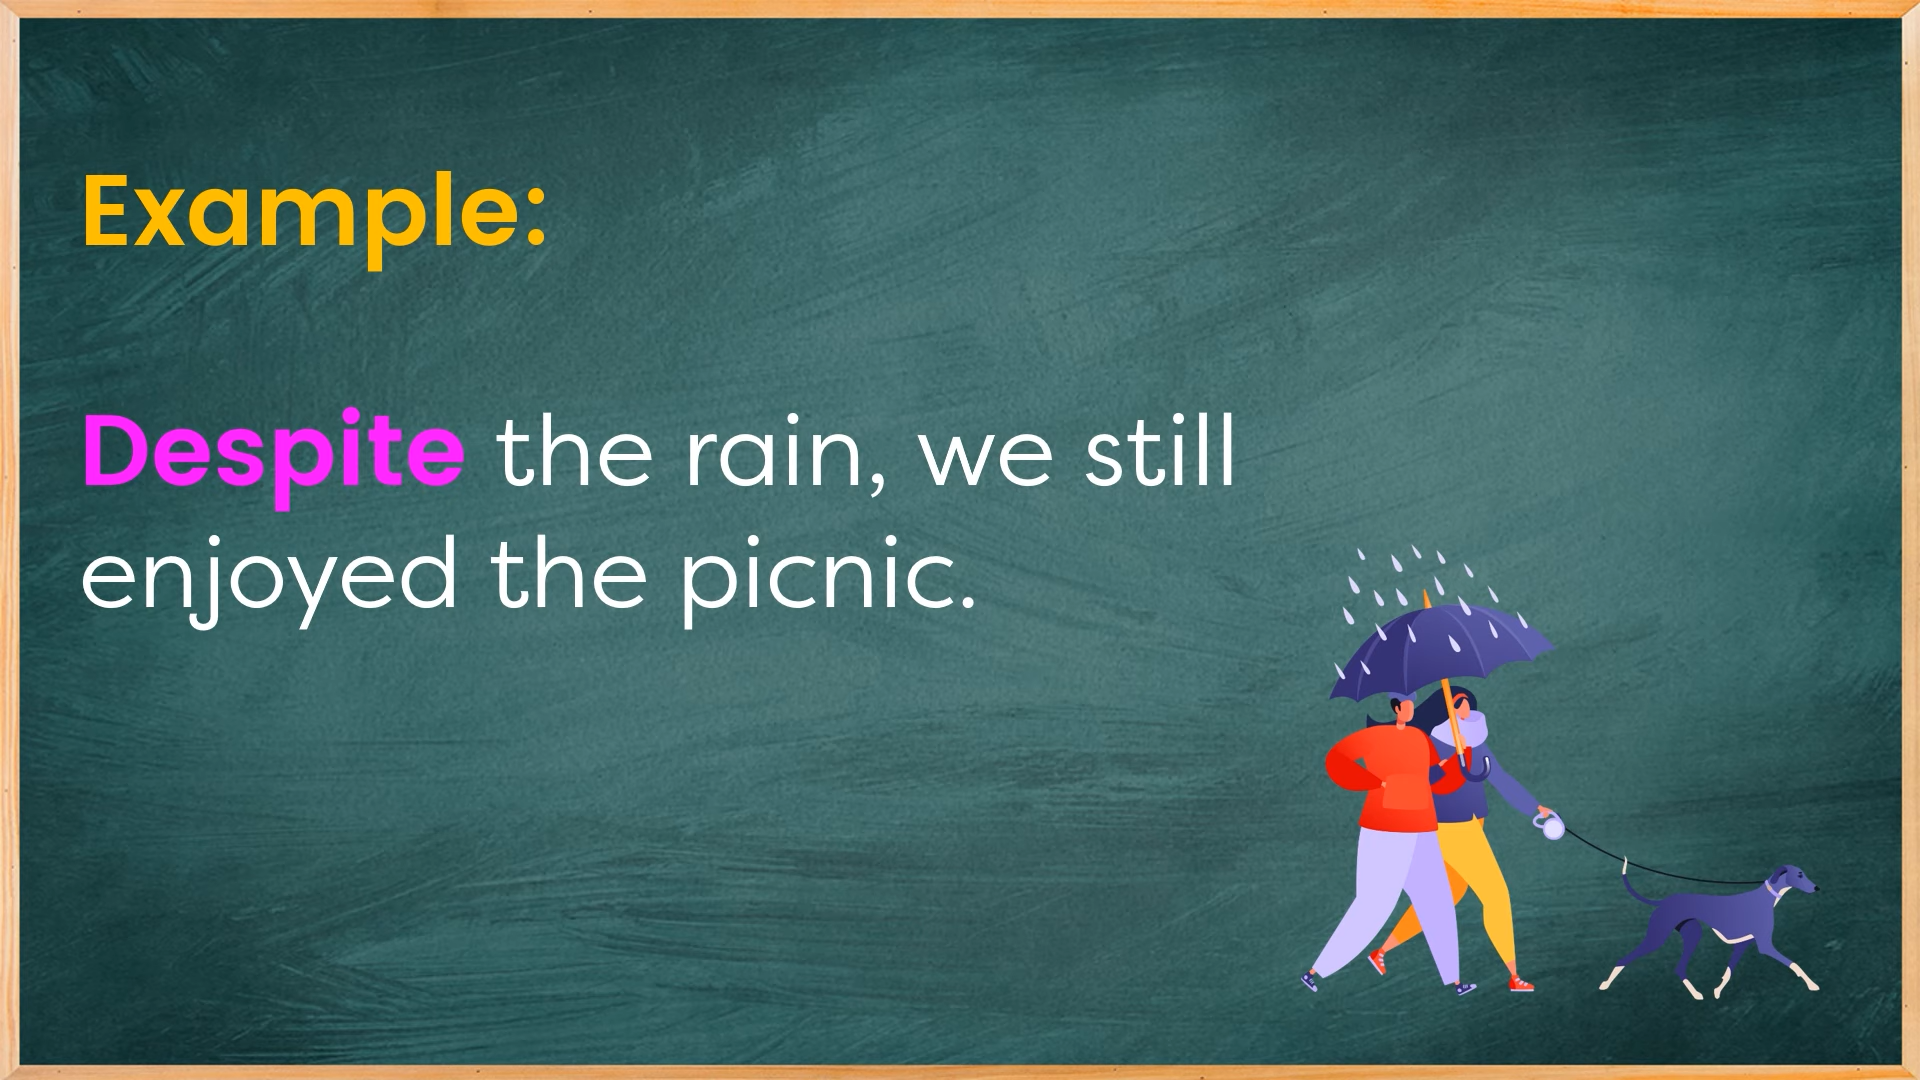 Example:
Despite the rain, we still
enjoyed the picnic.